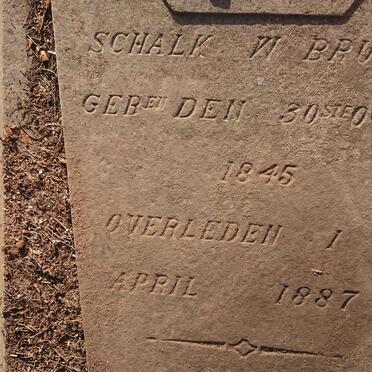 SCHALK W BRU
GEBEN DEN 30STE O
1845
OVERLEDEN 1
APRIL 1887